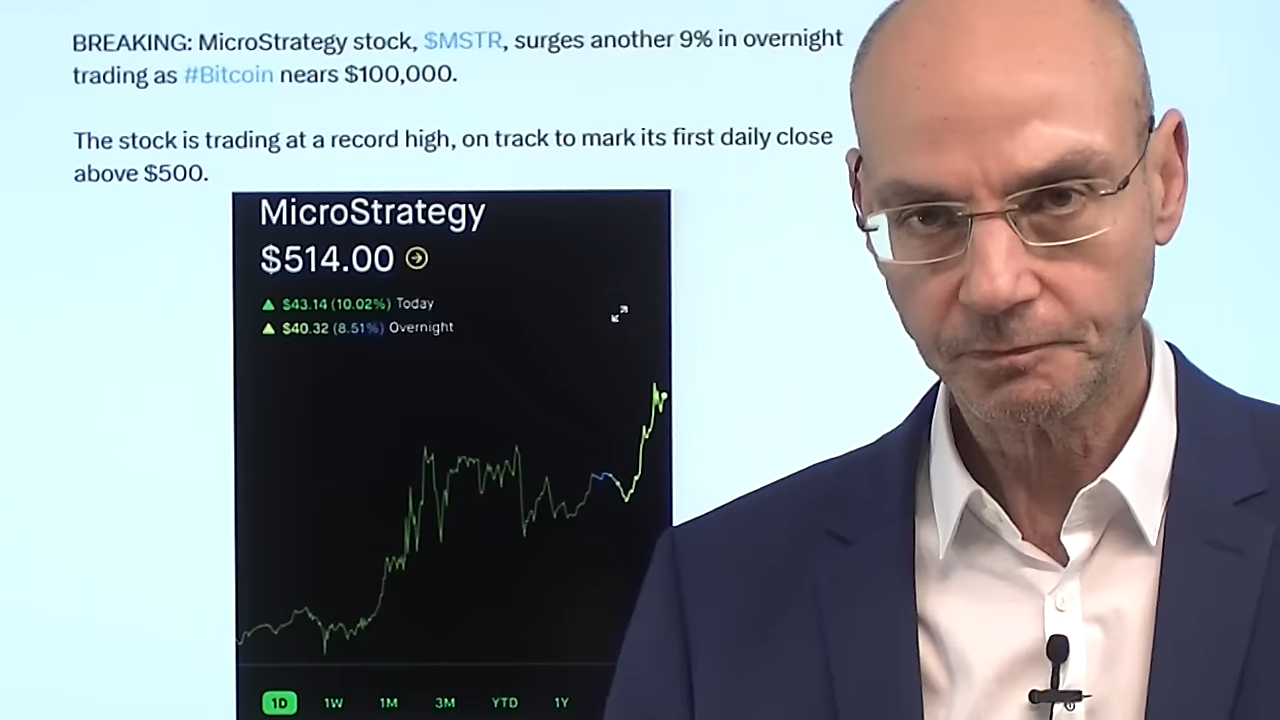 BREAKING: MicroStrategy stock, $MSTR, surges another 9% in overnight
trading as #Bitcoin nears $100,000.
The stock is trading at a record high, on track to mark its first daily close
above $500.
MicroStrategy
$514.00
▲ $43.14 (10.02%) Today
▲ $40.32 (8.51%) Overnight
1D 1W 1M 3M YTD 1Y